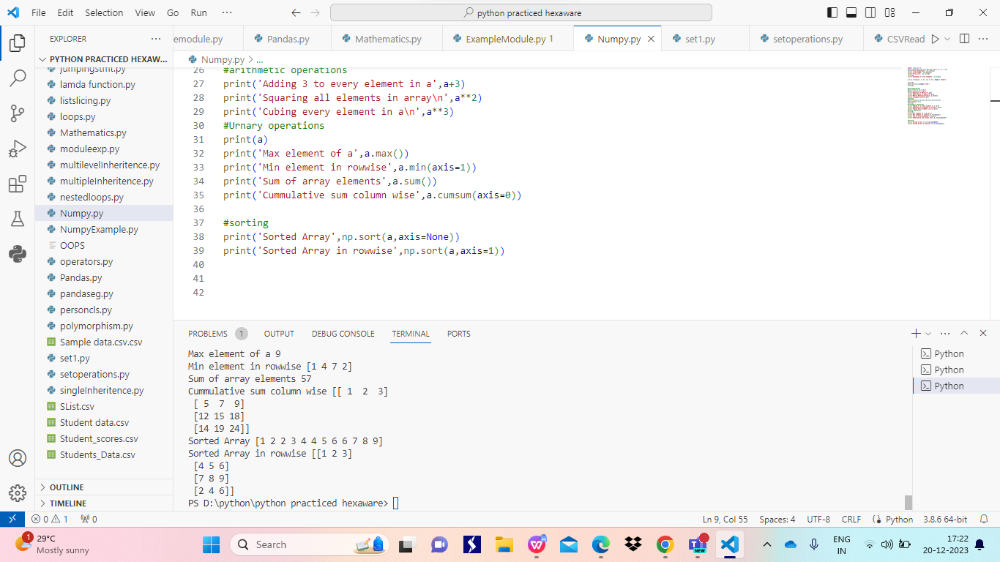 File Edit Selection View Go Run ··· python practiced hexaware
EXPLORER ···
emodule.py Pandas.py Mathematics.py ExampleModule.py 1 Numpy.py set1.py setoperations.py CSVRead ···
PYTHON PRACTICED HEXAW...
jumpingstmt.py
lamda function.py
listslicing.py
loops.py
Mathematics.py
moduleexp.py
multilevelInheritence.py
multipleInheritence.py
nestedloops.py
Numpy.py
NumpyExample.py
OOPS
operators.py
Pandas.py
pandaseg.py
personcls.py
polymorphism.py
Sample data.csv.csv
set1.py
setoperations.py
singleInheritence.py
SList.csv
Student data.csv
Student_scores.csv
Students_Data.csv
OUTLINE
TIMELINE
Numpy.py > ...
26 #arithmetic operations
27 print('Adding 3 to every element in a',a+3)
28 print('Squaring all elements in array\n',a**2)
29 print('Cubing every element in a\n',a**3)
30 #Urnary operations
31 print(a)
32 print('Max element of a',a.max())
33 print('Min element in rowwise',a.min(axis=1))
34 print('Sum of array elements',a.sum())
35 print('Cummulative sum column wise',a.cumsum(axis=0))
36
37 #sorting
38 print('Sorted Array',np.sort(a,axis=None))
39 print('Sorted Array in rowwise',np.sort(a,axis=1))
40
41
42
PROBLEMS 1 OUTPUT DEBUG CONSOLE TERMINAL PORTS
Max element of a 9
Min element in rowwise [1 4 7 2]
Sum of array elements 57
Cummulative sum column wise [[ 1  2  3]
 [ 5  7  9]
 [12 15 18]
 [14 19 24]]
Sorted Array [1 2 2 3 4 4 5 6 6 7 8 9]
Sorted Array in rowwise [[1 2 3]
 [4 5 6]
 [7 8 9]
 [2 4 6]]
PS D:\python\python practiced hexaware>
Python
Python
Python
0 1 0 Ln 9, Col 55 Spaces: 4 UTF-8 CRLF Python 3.8.6 64-bit
1 29°C
Mostly sunny
Search
NEW
ENG
IN
17:22
20-12-2023